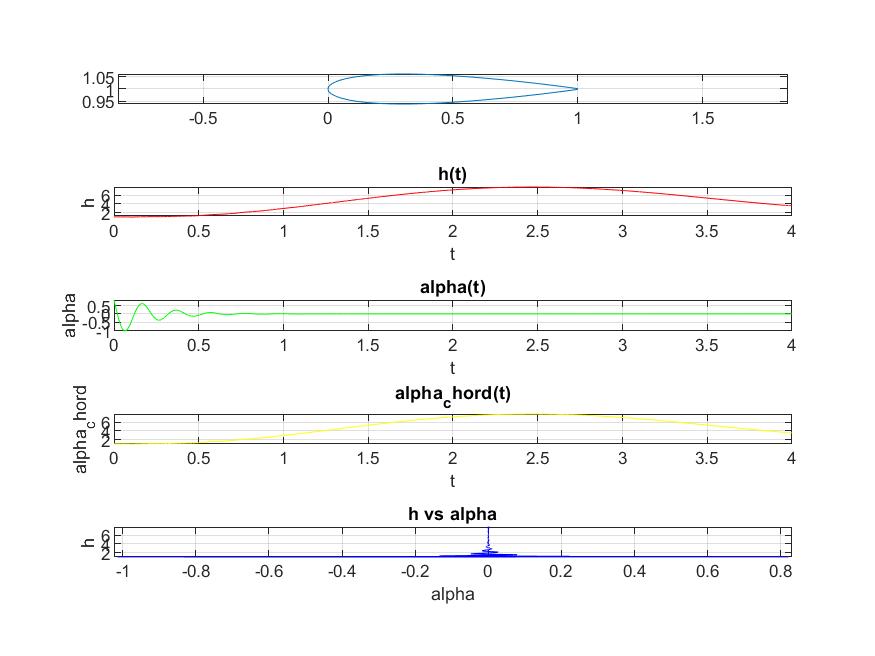 1.05
1
0.95
-0.5 0 0.5 1 1.5
h(t)
h
6
4
2
0 0.5 1 1.5 2 2.5 3 3.5 4
t
alpha(t)
alpha
0.5
0
-0.5
-1
0 0.5 1 1.5 2 2.5 3 3.5 4
t
alpha_chord(t)
alpha_chord
6
4
2
0 0.5 1 1.5 2 2.5 3 3.5 4
t
h vs alpha
h
6
4
2
-1 -0.8 -0.6 -0.4 -0.2 0 0.2 0.4 0.6 0.8
alpha